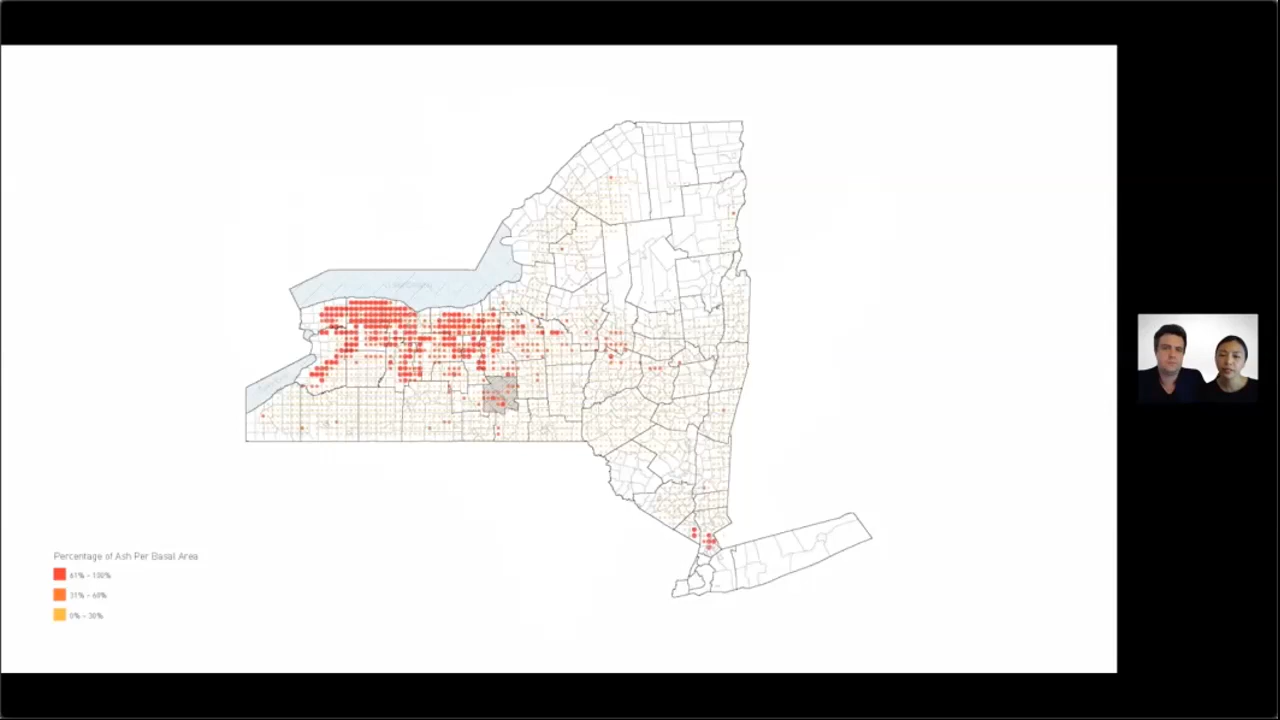 Percentage of Ash Per Basal Area
61% - 100%
31% - 60%
0% - 30%